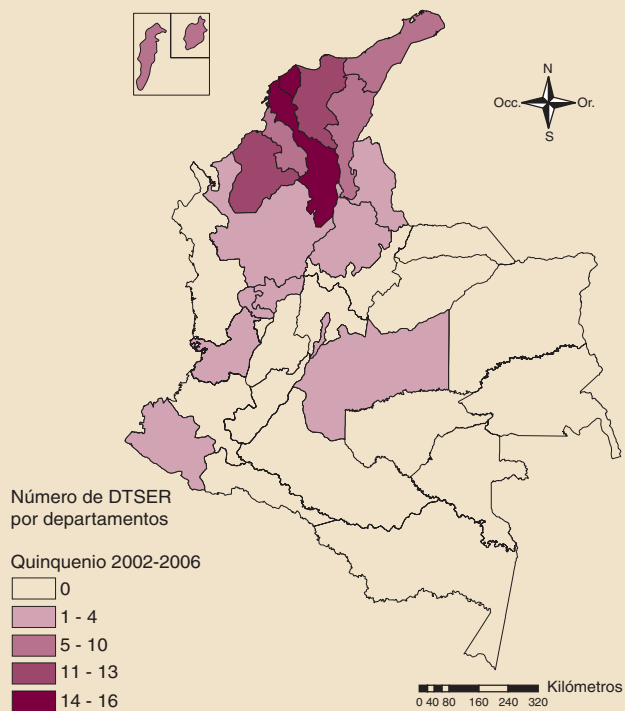 N
Occ. Or.
S
Número de DTSER
por departamentos
Quinquenio 2002-2006
0
1 - 4
5 - 10
11 - 13
14 - 16
Kilómetros
0 40 80 160 240 320